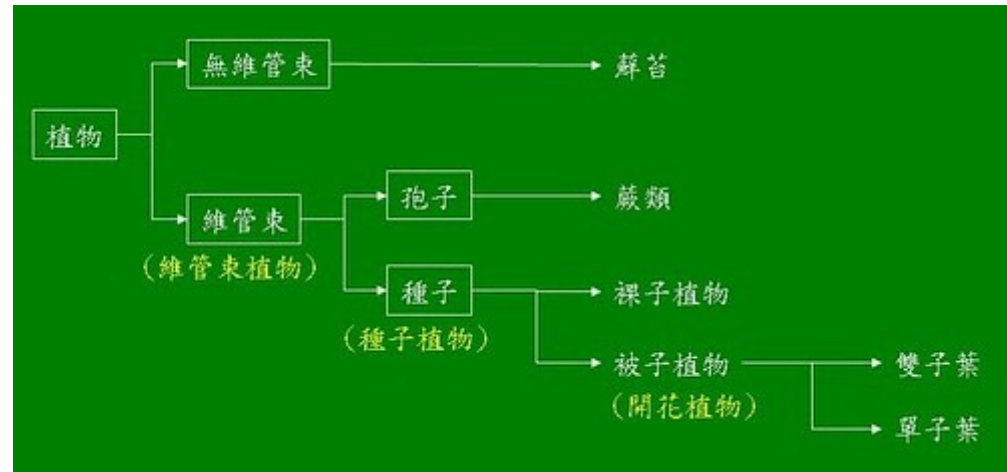 無維管束
蘚苔
植物
孢子
蕨類
維管束
(維管束植物)
種子
裸子植物
(種子植物)
被子植物
雙子葉
(開花植物)
單子葉